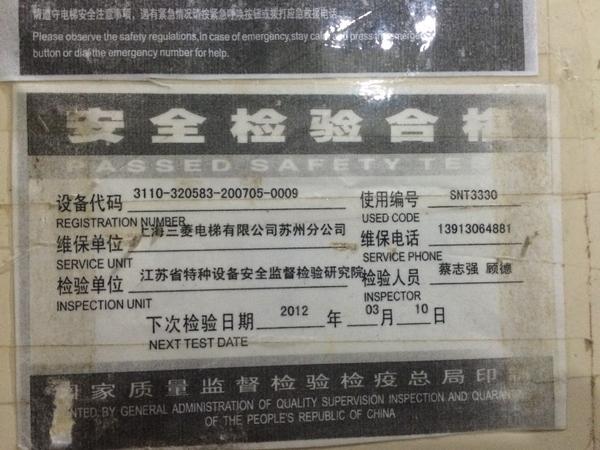 请遵守电梯安全注意事项,遇有紧急情况请按紧急呼唤按钮或拨打应急救援电话
Please observe the safety regulations,in case of emergency,stay calm and press the emergency
button or dial the emergency number for help.
安全检验合格
PASSED SAFETY TEST
设备代码 3110-320583-200705-0009 使用编号 SNT3330
REGISTRATION NUMBER USED CODE
维保单位 上海三菱电梯有限公司苏州分公司 维保电话 13913064881
SERVICE UNIT SERVICE PHONE
检验单位 江苏省特种设备安全监督检验研究院 检验人员 蔡志强 顾德
INSPECTION UNIT INSPECTOR
下次检验日期 2012 年 03 月 10 日
NEXT TEST DATE
国家质量监督检验检疫总局印制
NTED BY GENERAL ADMINISTRATION OF QUALITY SUPERVISION INSPECTION AND QUARAN
OF THE PEOPLE'S REPUBLIC OF CHINA